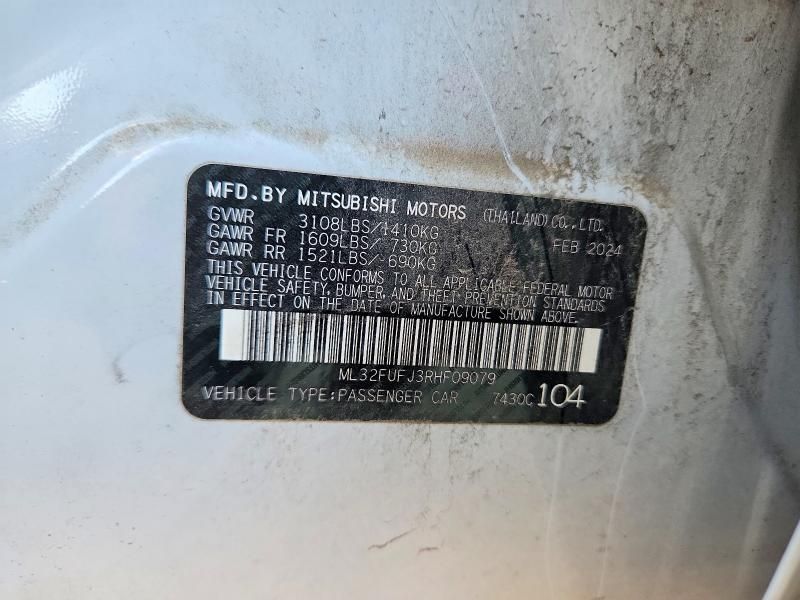 MFD.BY MITSUBISHI MOTORS (THAILAND) CO.,LTD.
GVWR 3108LBS/1410KG FEB 2024
GAWR FR 1609LBS/ 730KG
GAWR RR 1521LBS/ 690KG
THIS VEHICLE CONFORMS TO ALL APPLICABLE FEDERAL MOTOR
VEHICLE SAFETY, BUMPER, AND THEFT PREVENTION STANDARDS
IN EFFECT ON THE DATE OF MANUFACTURE SHOWN ABOVE.
ML32FUFJ3RHF09079
VEHICLE TYPE:PASSENGER CAR 7430C 104